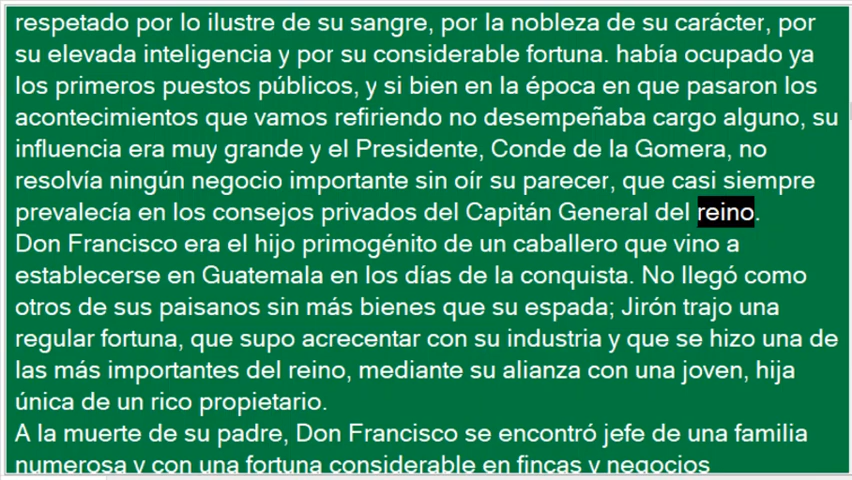 respetado por lo ilustre de su sangre, por la nobleza de su carácter, por
su elevada inteligencia y por su considerable fortuna. había ocupado ya
los primeros puestos públicos, y si bien en la época en que pasaron los
acontecimientos que vamos refiriendo no desempeñaba cargo alguno, su
influencia era muy grande y el Presidente, Conde de la Gomera, no
resolvía ningún negocio importante sin oír su parecer, que casi siempre
prevalecía en los consejos privados del Capitán General del reino.
Don Francisco era el hijo primogénito de un caballero que vino a
establecerse en Guatemala en los días de la conquista. No llegó como
otros de sus paisanos sin más bienes que su espada; Jirón trajo una
regular fortuna, que supo acrecentar con su industria y que se hizo una de
las más importantes del reino, mediante su alianza con una joven, hija
única de un rico propietario.
A la muerte de su padre, Don Francisco se encontró jefe de una familia
numerosa y con una fortuna considerable en fincas y negocios